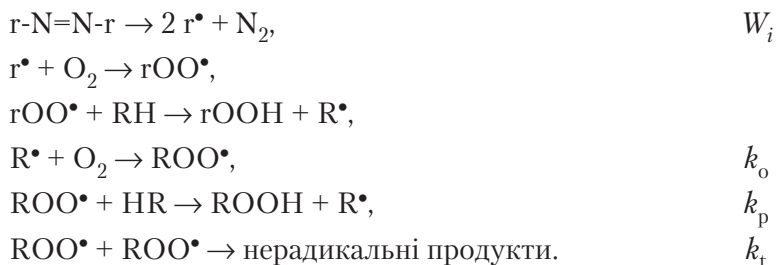 r-N=N-r → 2 r• + N₂, Wᵢ
r• + O₂ → rOO•,
rOO• + RH → rOOH + R•,
R• + O₂ → ROO•, kₒ
ROO• + HR → ROOH + R•, kₚ
ROO• + ROO• → нерадикальні продукти. kₜ